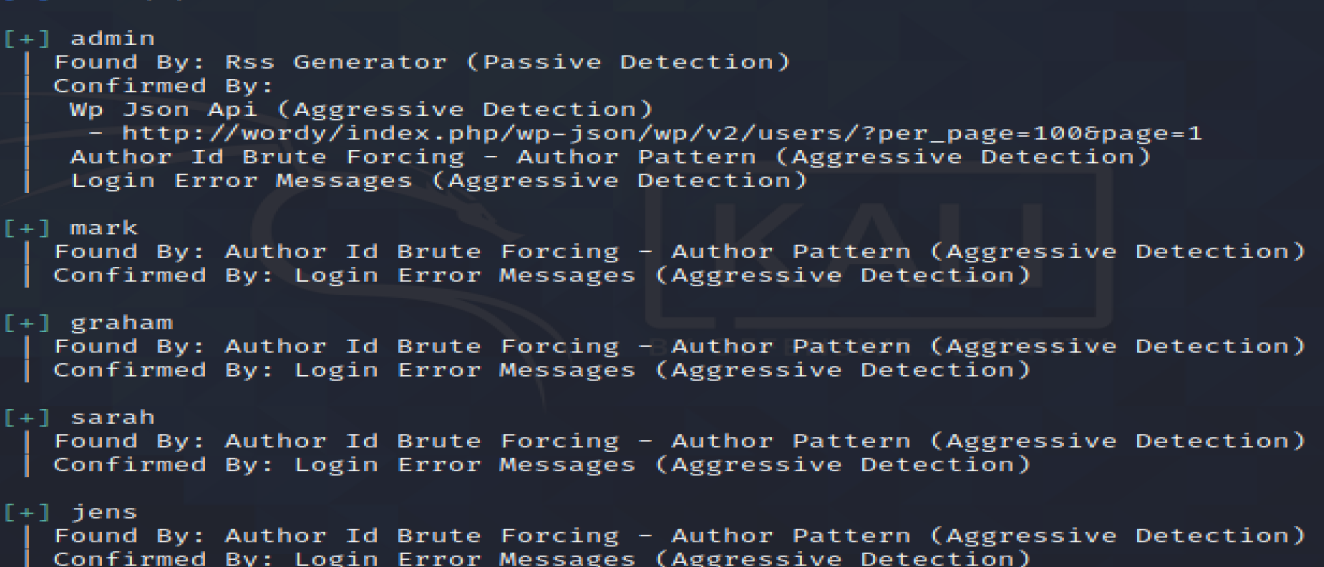 [+] admin
| Found By: Rss Generator (Passive Detection)
| Confirmed By:
|  Wp Json Api (Aggressive Detection)
|   - http://wordy/index.php/wp-json/wp/v2/users/?per_page=100&page=1
|  Author Id Brute Forcing - Author Pattern (Aggressive Detection)
|  Login Error Messages (Aggressive Detection)
[+] mark
| Found By: Author Id Brute Forcing - Author Pattern (Aggressive Detection)
| Confirmed By: Login Error Messages (Aggressive Detection)
[+] graham
| Found By: Author Id Brute Forcing - Author Pattern (Aggressive Detection)
| Confirmed By: Login Error Messages (Aggressive Detection)
[+] sarah
| Found By: Author Id Brute Forcing - Author Pattern (Aggressive Detection)
| Confirmed By: Login Error Messages (Aggressive Detection)
[+] jens
| Found By: Author Id Brute Forcing - Author Pattern (Aggressive Detection)
| Confirmed By: Login Error Messages (Aggressive Detection)
KALI